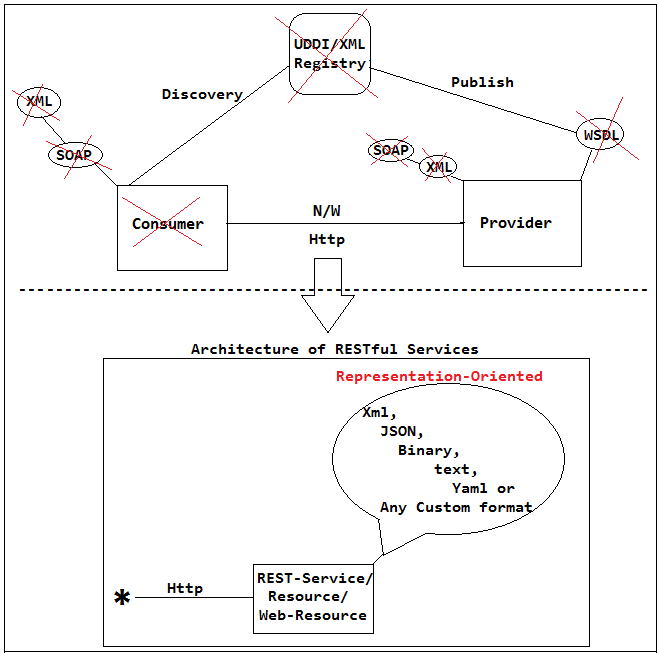 UDDI/XML
Registry
Discovery
Publish
XML
SOAP
WSDL
SOAP
XML
Consumer
N/W
Http
Provider
Architecture of RESTful Services
Representation-Oriented
Xml,
JSON,
Binary,
text,
Yaml or
Any Custom format
* Http
REST-Service/
Resource/
Web-Resource